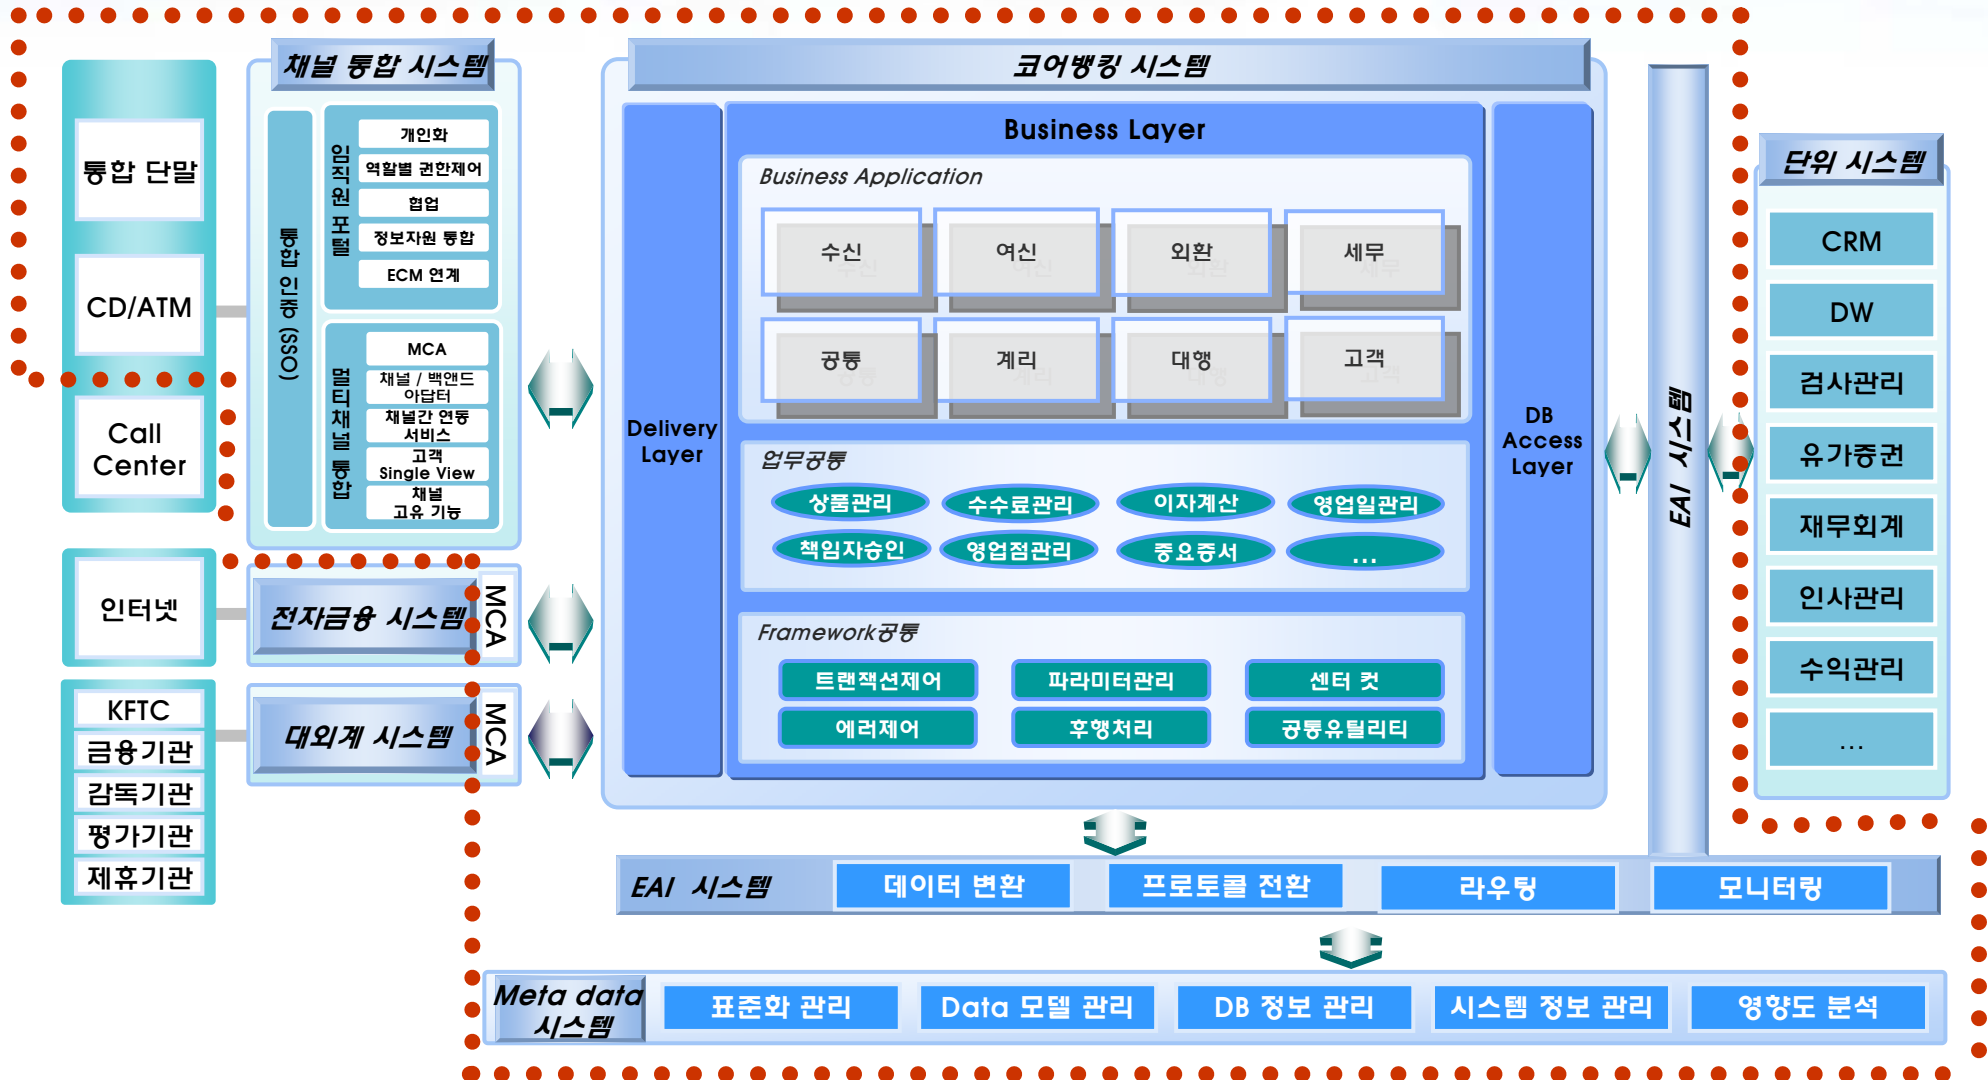 채널 통합 시스템
코어뱅킹 시스템
통합 단말
CD/ATM
Call
Center
인터넷
KFTC
금융기관
감독기관
평가기관
제휴기관
통합 인증 (SSO)
임직원 포털
개인화
역할별 권한제어
협업
정보자원 통합
ECM 연계
멀티채널 통합
MCA
채널 / 백앤드
아답터
채널간 연동
서비스
고객
Single View
채널
고유 기능
전자금융 시스템
MCA
대외계 시스템
MCA
Delivery
Layer
Business Layer
Business Application
수신
여신
외환
세무
공통
계리
대행
고객
업무공통
상품관리
수수료관리
이자계산
영업일관리
책임자승인
영업점관리
중요증서
...
Framework공통
트랜잭션제어
파라미터관리
센터 컷
에러제어
후행처리
공통유틸리티
DB
Access
Layer
EAI 시스템
단위 시스템
CRM
DW
검사관리
유가증권
재무회계
인사관리
수익관리
...
EAI 시스템
데이터 변환
프로토콜 전환
라우팅
모니터링
Meta data
시스템
표준화 관리
Data 모델 관리
DB 정보 관리
시스템 정보 관리
영향도 분석